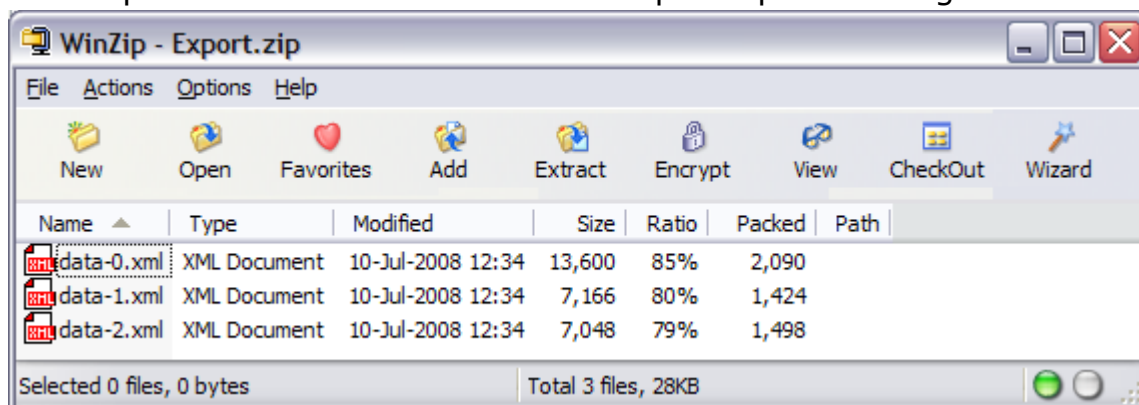 WinZip - Export.zip
File Actions Options Help
New Open Favorites Add Extract Encrypt View CheckOut Wizard
Name Type Modified Size Ratio Packed Path
data-0.xml XML Document 10-Jul-2008 12:34 13,600 85% 2,090
data-1.xml XML Document 10-Jul-2008 12:34 7,166 80% 1,424
data-2.xml XML Document 10-Jul-2008 12:34 7,048 79% 1,498
Selected 0 files, 0 bytes Total 3 files, 28KB